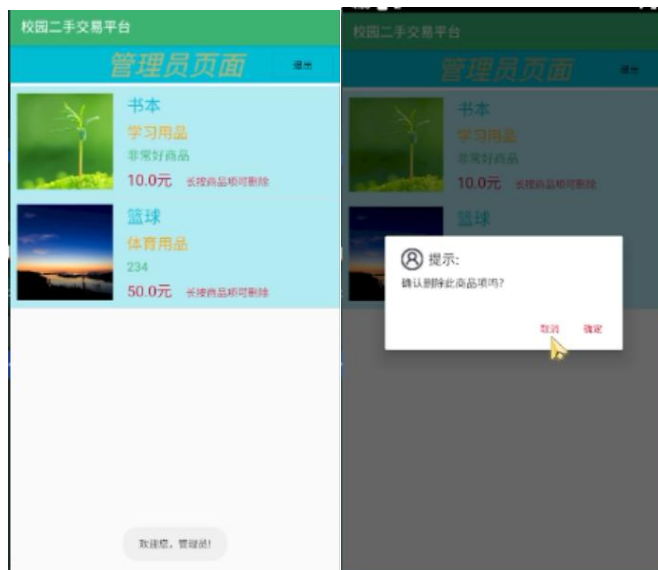 校园二手交易平台
管理员页面
退出
书本
学习用品
非常好商品
10.0元 长按商品项可删除
篮球
体育用品
234
50.0元 长按商品项可删除
欢迎您，管理员!
校园二手交易平台
管理员页面
退出
书本
学习用品
非常好商品
10.0元 长按商品项可删除
篮球
提示:
确认删除此商品项吗?
取消 确定